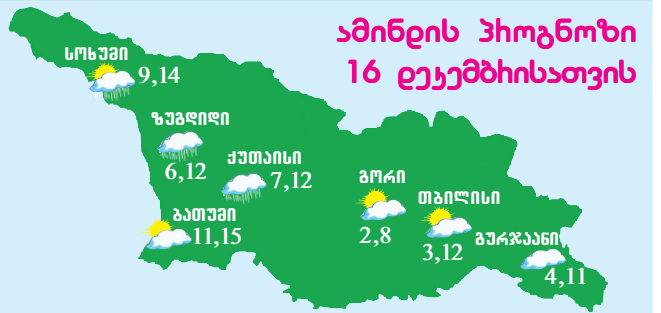 ამინდის პროგნოზი
16 დეკემბრისათვის
სოხუმი
9,14
ზუგდიდი
6,12
ქუთაისი
7,12
ბათუმი
11,15
გორი
2,8
თბილისი
3,12
გურჯაანი
4,11